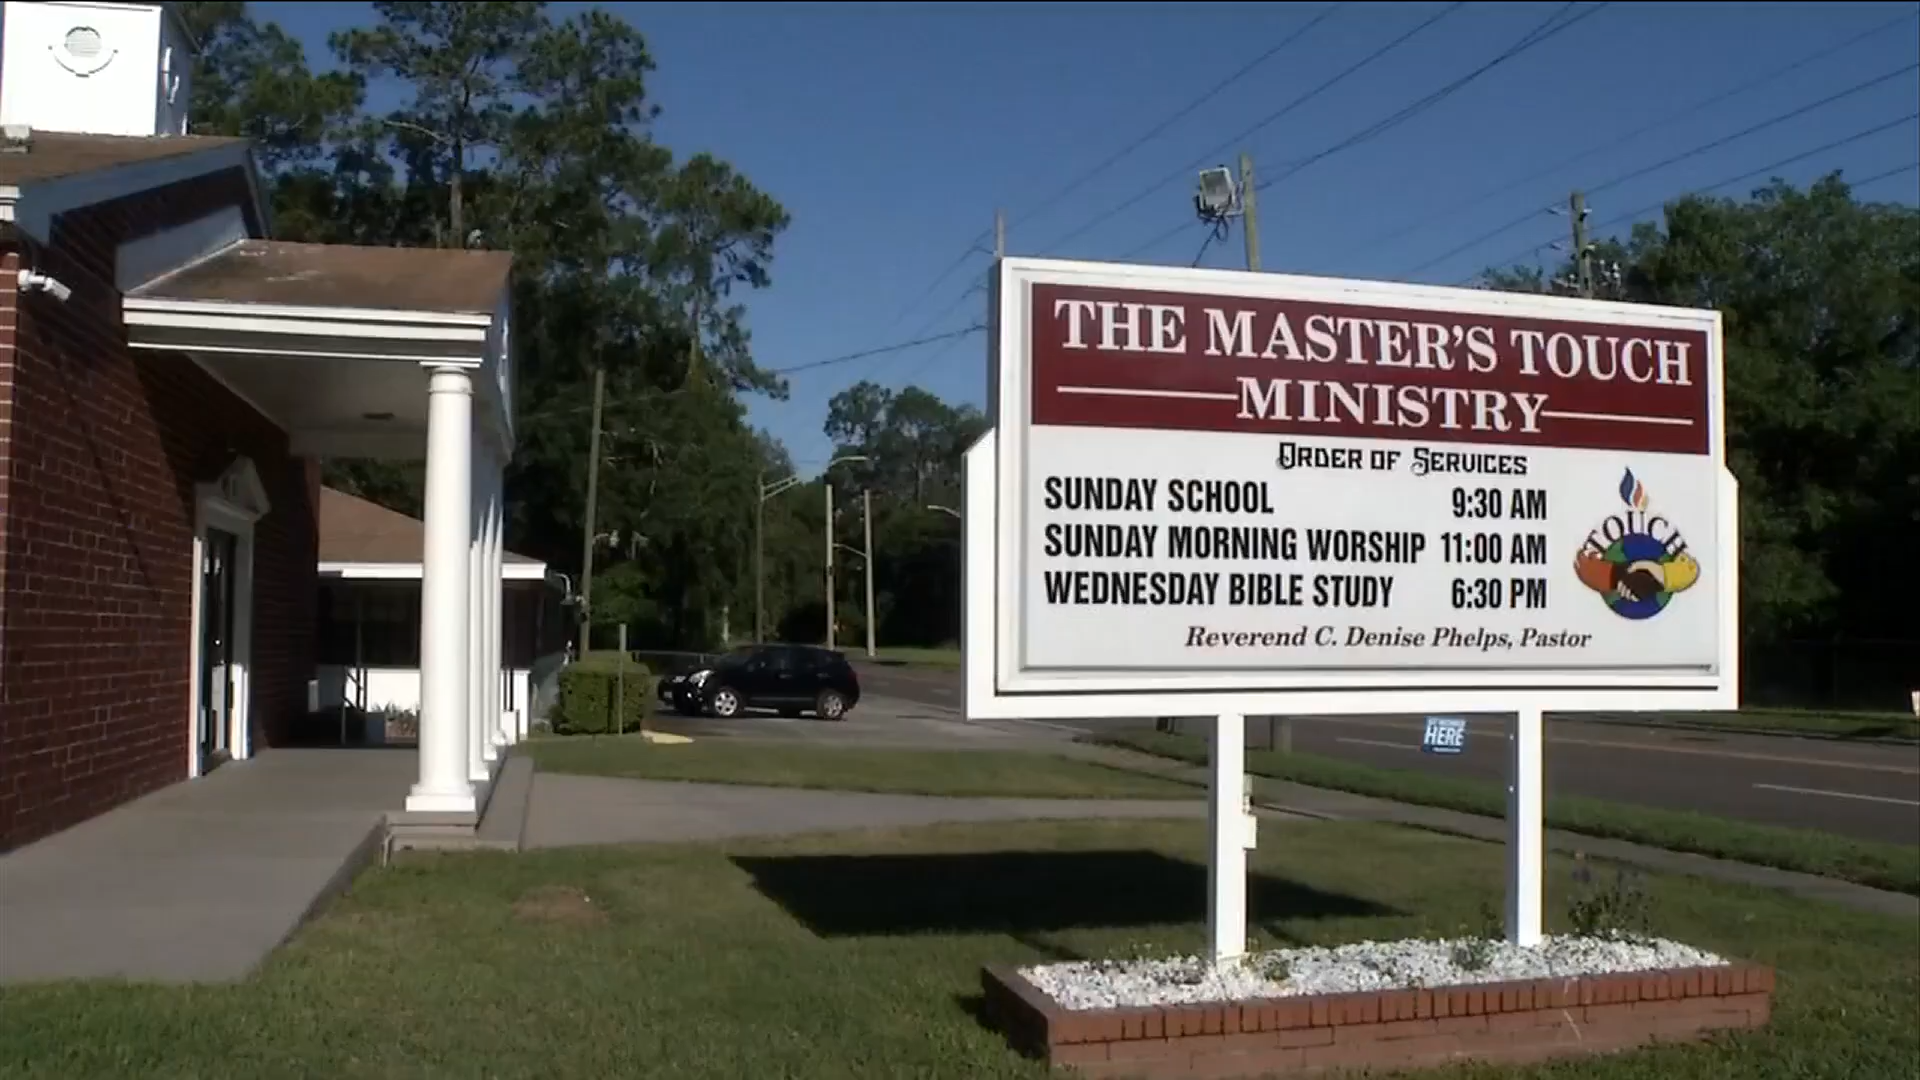 THE MASTER'S TOUCH
MINISTRY
ORDER OF SERVICES
SUNDAY SCHOOL 9:30 AM
SUNDAY MORNING WORSHIP 11:00 AM
WEDNESDAY BIBLE STUDY 6:30 PM
TOUCH
Reverend C. Denise Phelps, Pastor
HERE